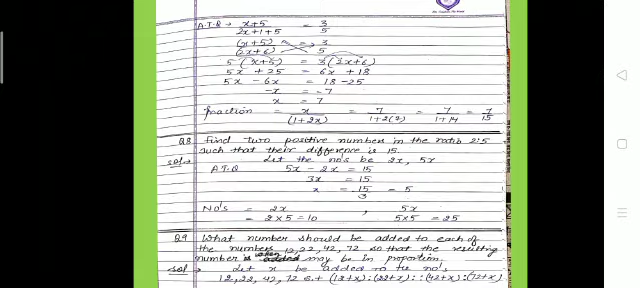 A.T.Q → x+5 / 2x+1+5 = 3/5
(x+5) / (2x+6) = 3/5
5(x+5) = 3(2x+6)
5x + 25 = 6x + 18
5x - 6x = 18 - 25
-x = -7
x = 7
fraction = x/(1+2x) = 7/1+2(7) = 7/1+14 = 7/15
Q8 Find two positive numbers in the ratio 2:5
such that their difference is 15.
Sol→ Let the no's be 2x, 5x
A.T.Q 5x - 2x = 15
3x = 15
x = 15/3 = 5
No's = 2x , 5x
= 2×5 = 10 5×5 = 25
Q9 What number should be added to each of
the numbers 12, 22, 42, 72 so that the resulting
number is may be in proportion.
Sol → Let x be added to the no's.
12, 22, 42, 72 (12+x):(22+x)::(42+x):(72+x)